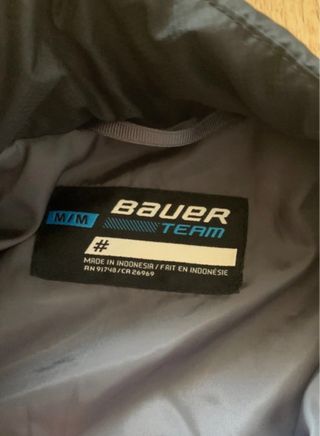 M/M
BAUER
TEAM
#
MADE IN INDONESIA / FAIT EN INDONÉSIE
RN 91748 / CA 26969